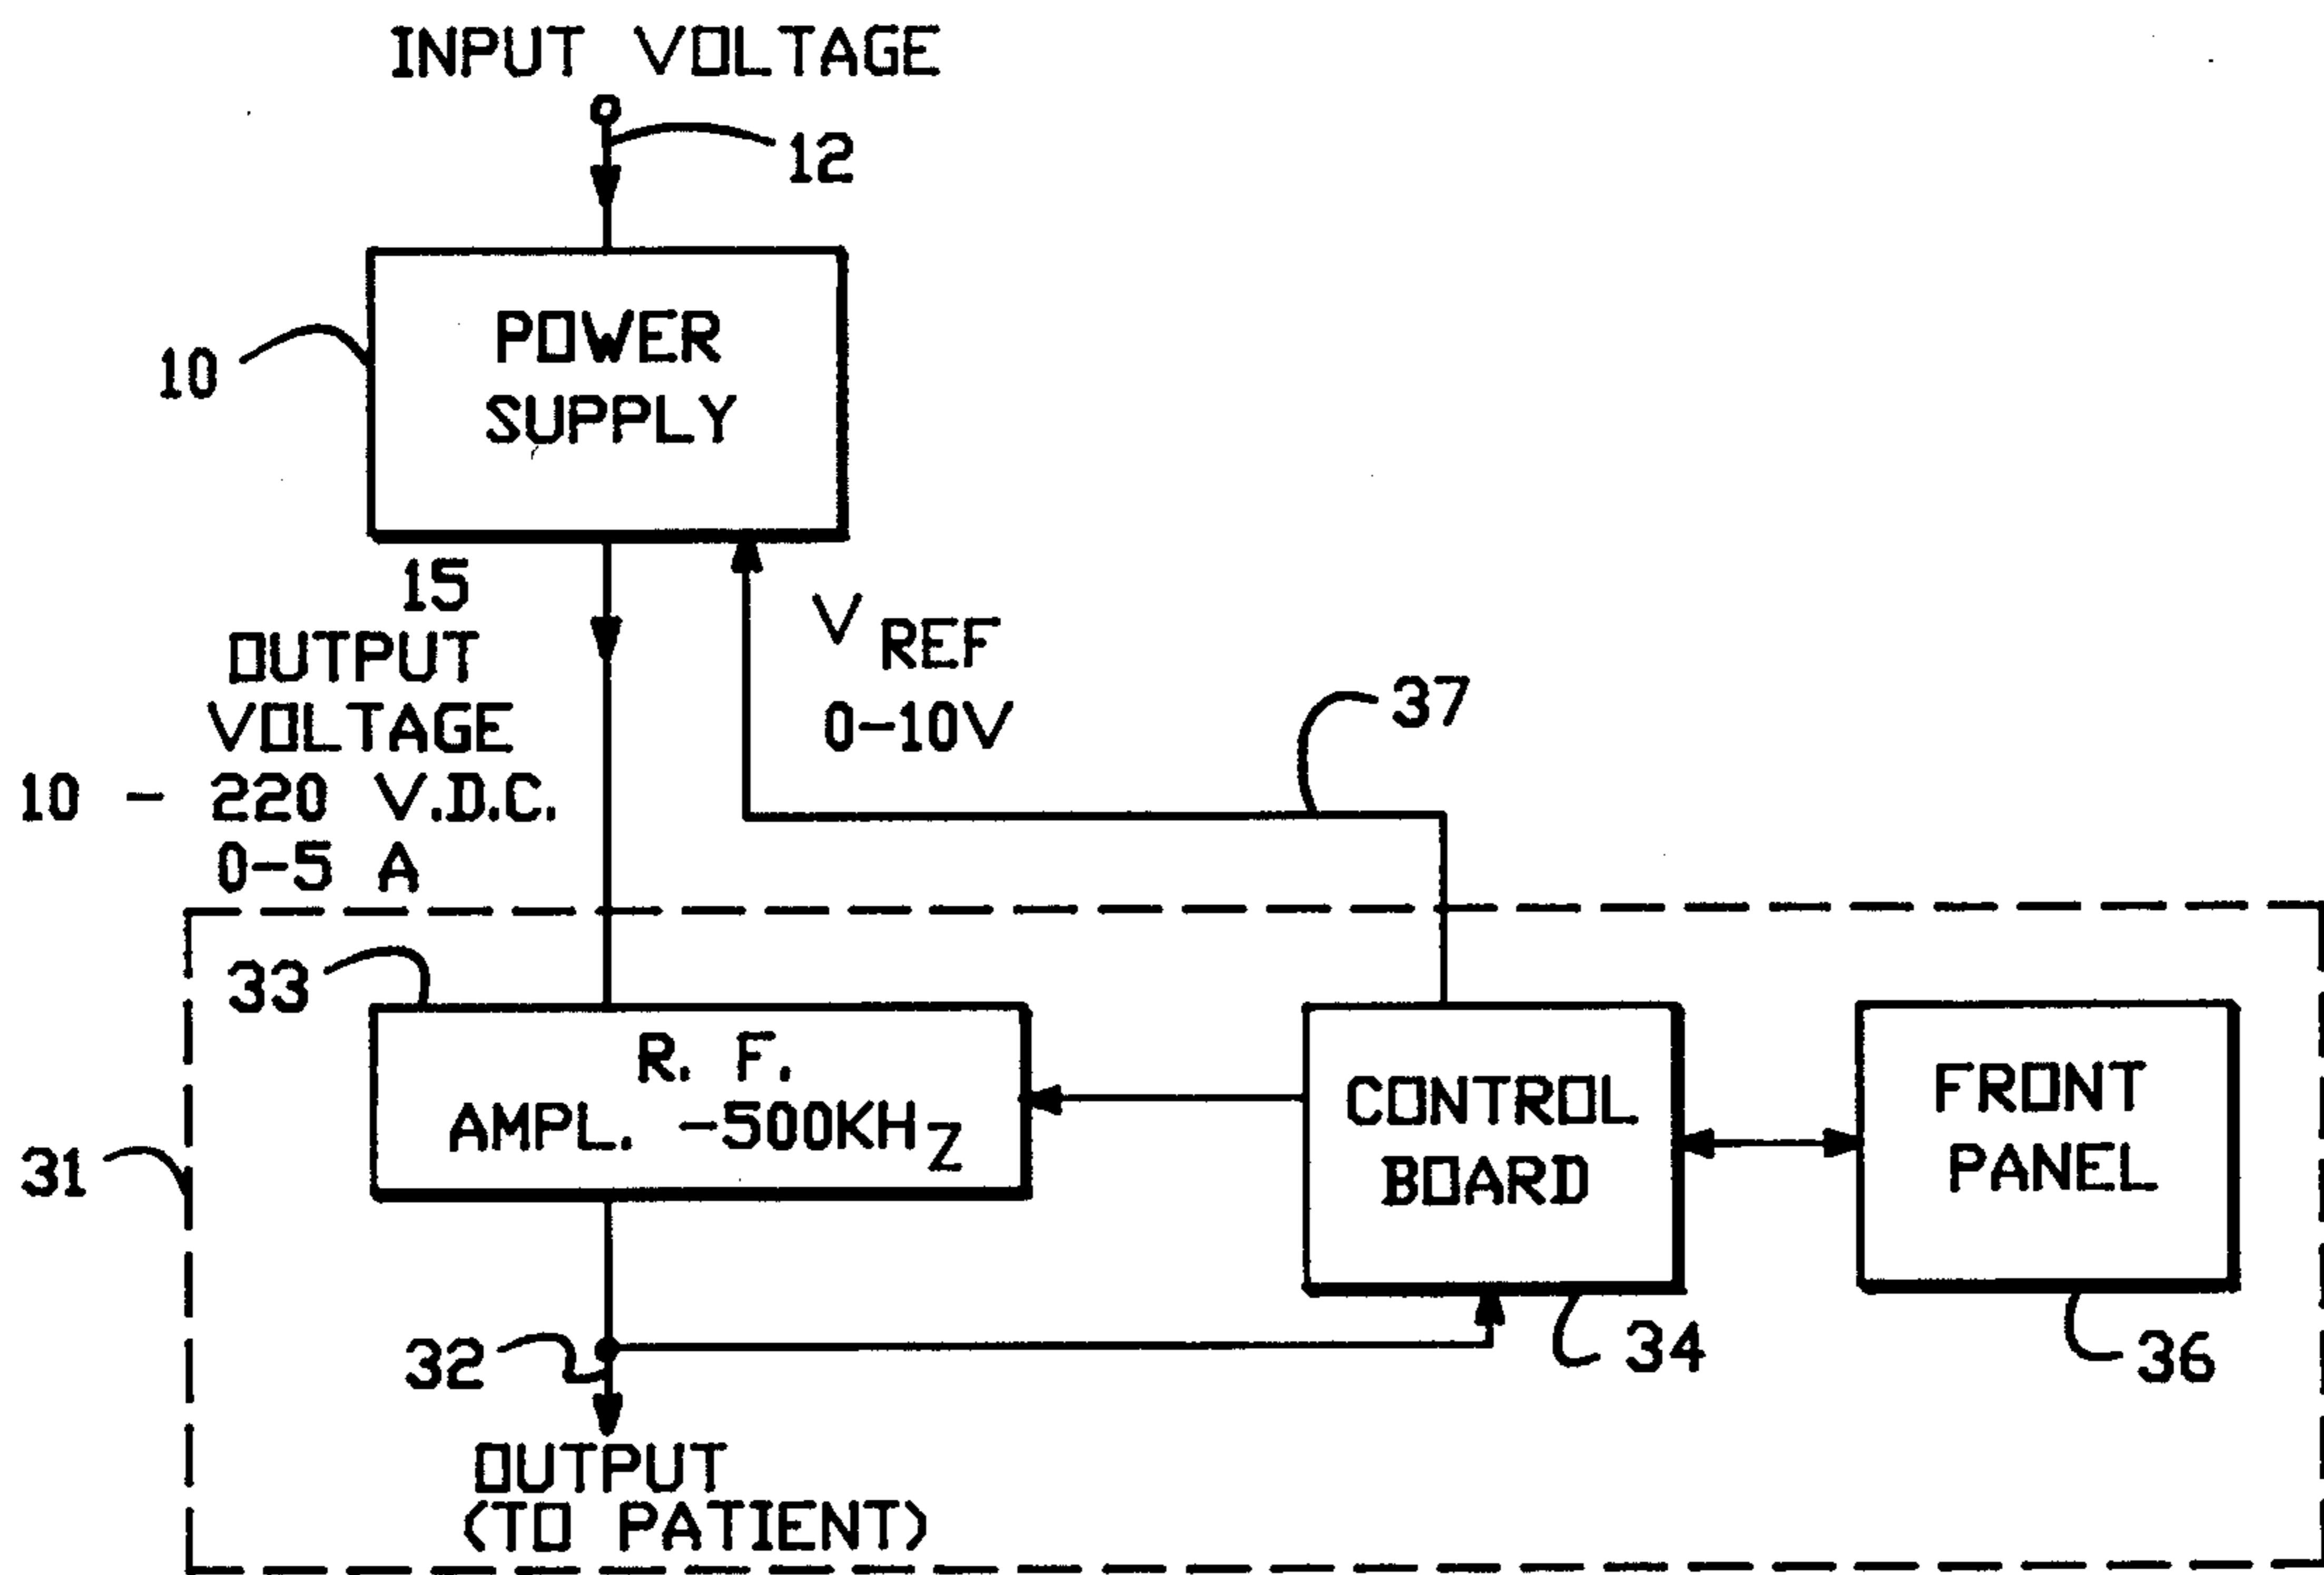 INPUT VOLTAGE
12
POWER
SUPPLY
10
15
OUTPUT
VOLTAGE
10 - 220 V.D.C.
0-5 A
V REF
0-10V
37
33
R. F.
AMPL. -500KHZ
CONTROL
BOARD
FRONT
PANEL
31
32
34
36
OUTPUT
(TO PATIENT)